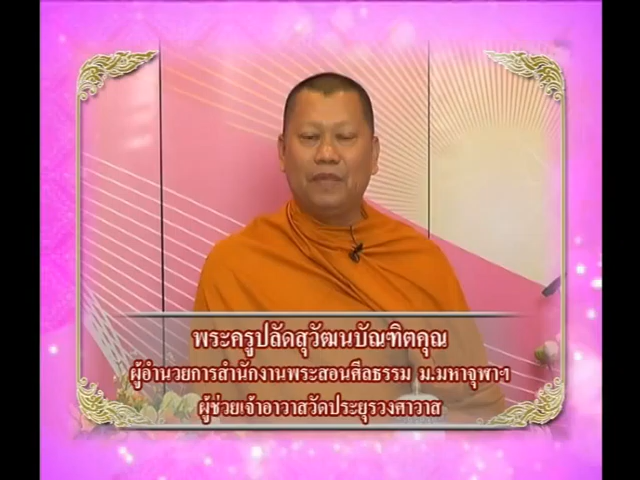 พระครูปลัดสุวัฒนบัณฑิตคุณ
ผู้อำนวยการสำนักงานพระสอนศีลธรรม ม.มหาจุฬาฯ
ผู้ช่วยเจ้าอาวาสวัดประยุรวงศาวาส